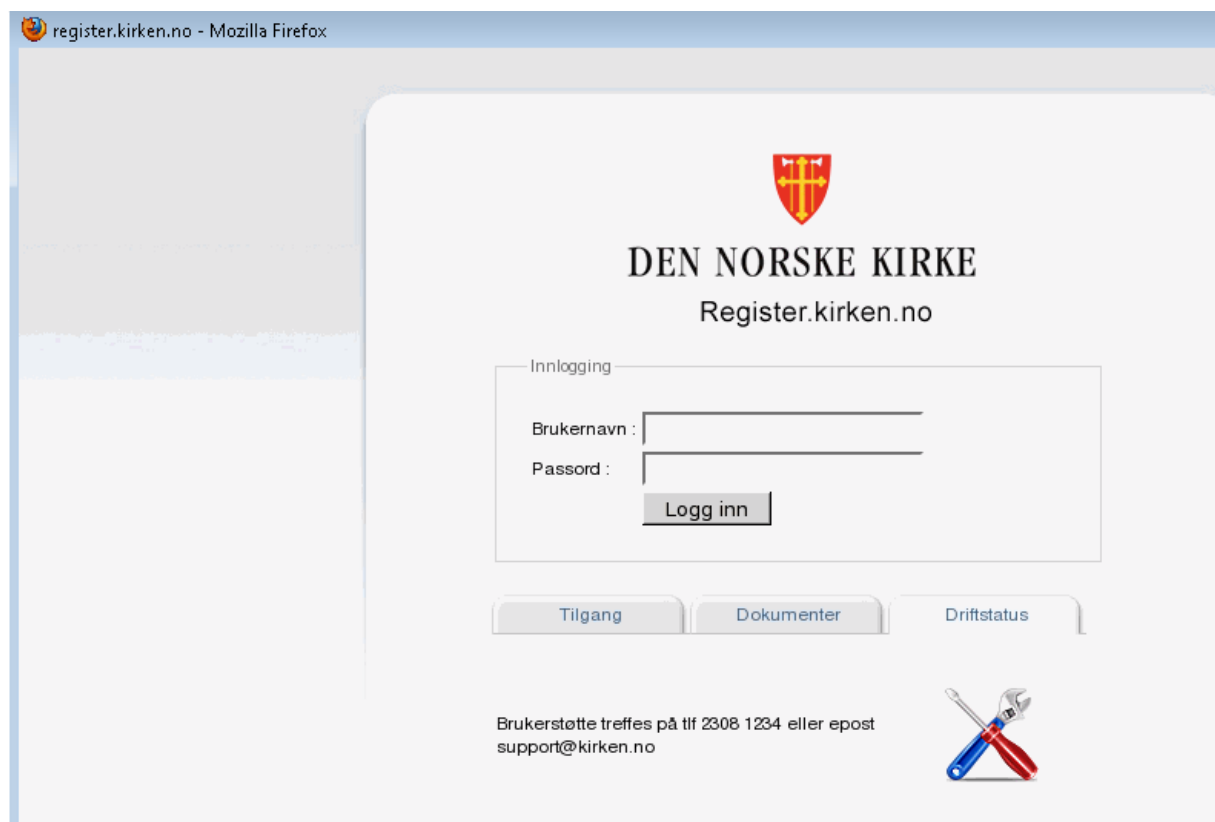 register.kirken.no - Mozilla Firefox
DEN NORSKE KIRKE
Register.kirken.no
Innlogging
Brukernavn :
Passord :
Logg inn
Tilgang Dokumenter Driftstatus
Brukerstøtte treffes på tlf 2308 1234 eller epost
support@kirken.no